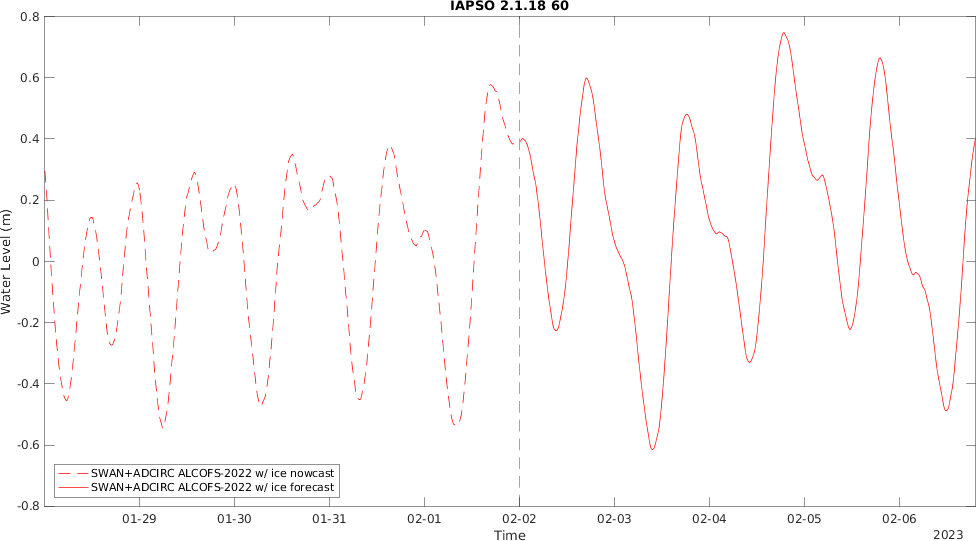 IAPSO 2.1.18 60
0.8
0.6
0.4
0.2
0
-0.2
-0.4
-0.6
-0.8
Water Level (m)
SWAN+ADCIRC ALCOFS-2022 w/ ice nowcast
SWAN+ADCIRC ALCOFS-2022 w/ ice forecast
01-29 01-30 01-31 02-01 02-02 02-03 02-04 02-05 02-06
Time
2023